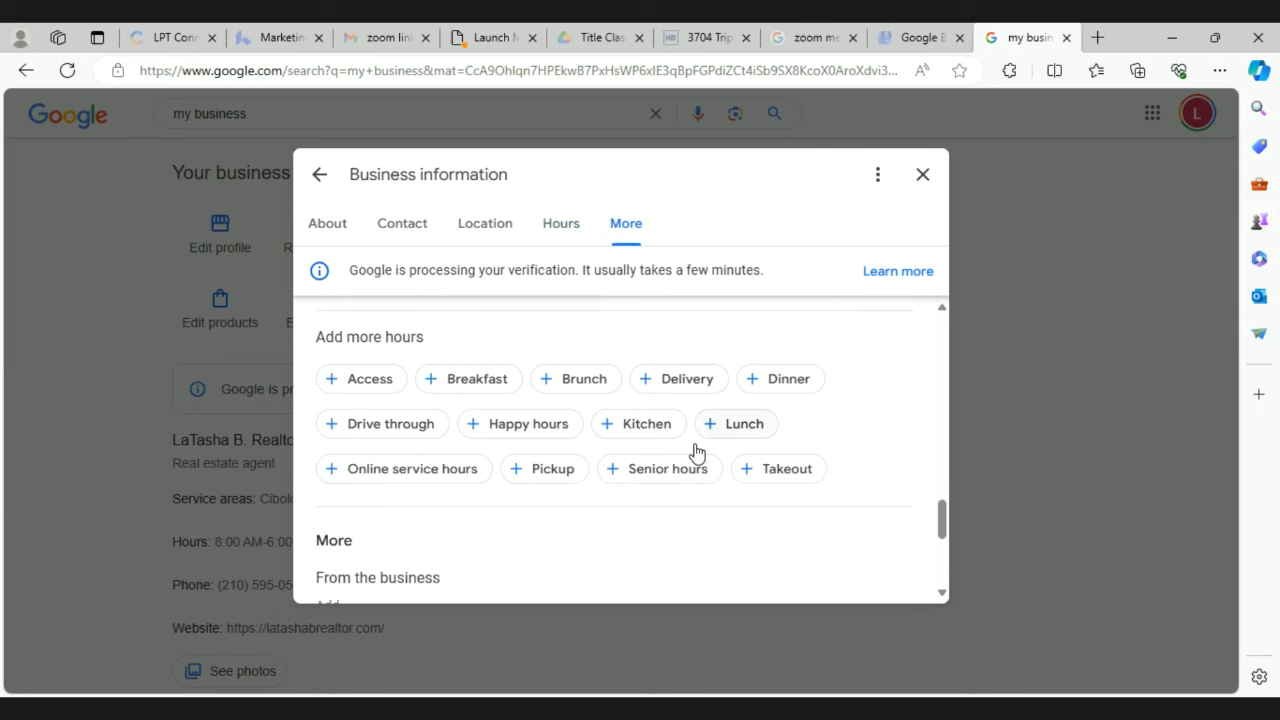 LPT Conn
Marketin
zoom lin
Launch M
Title Clas
3704 Trip
zoom me
Google B
my busin
https://www.google.com/search?q=my+business&mat=CcA9Ohlqn7HPEkwB7PxHsWP6xIE3qBpFGPdiZCt4iSb9SX8KcoX0AroXdvi3...
Google
my business
L
Your business
Edit profile
R
Edit products
E
Google is pr
LaTasha B. Realto
Real estate agent
Service areas: Cibolo
Hours: 8:00 AM-6:00
Phone: (210) 595-05
Website: https://latashabrealtor.com/
See photos
Business information
About Contact Location Hours More
Google is processing your verification. It usually takes a few minutes. Learn more
Add more hours
+ Access + Breakfast + Brunch + Delivery + Dinner
+ Drive through + Happy hours + Kitchen + Lunch
+ Online service hours + Pickup + Senior hours + Takeout
More
From the business
Add